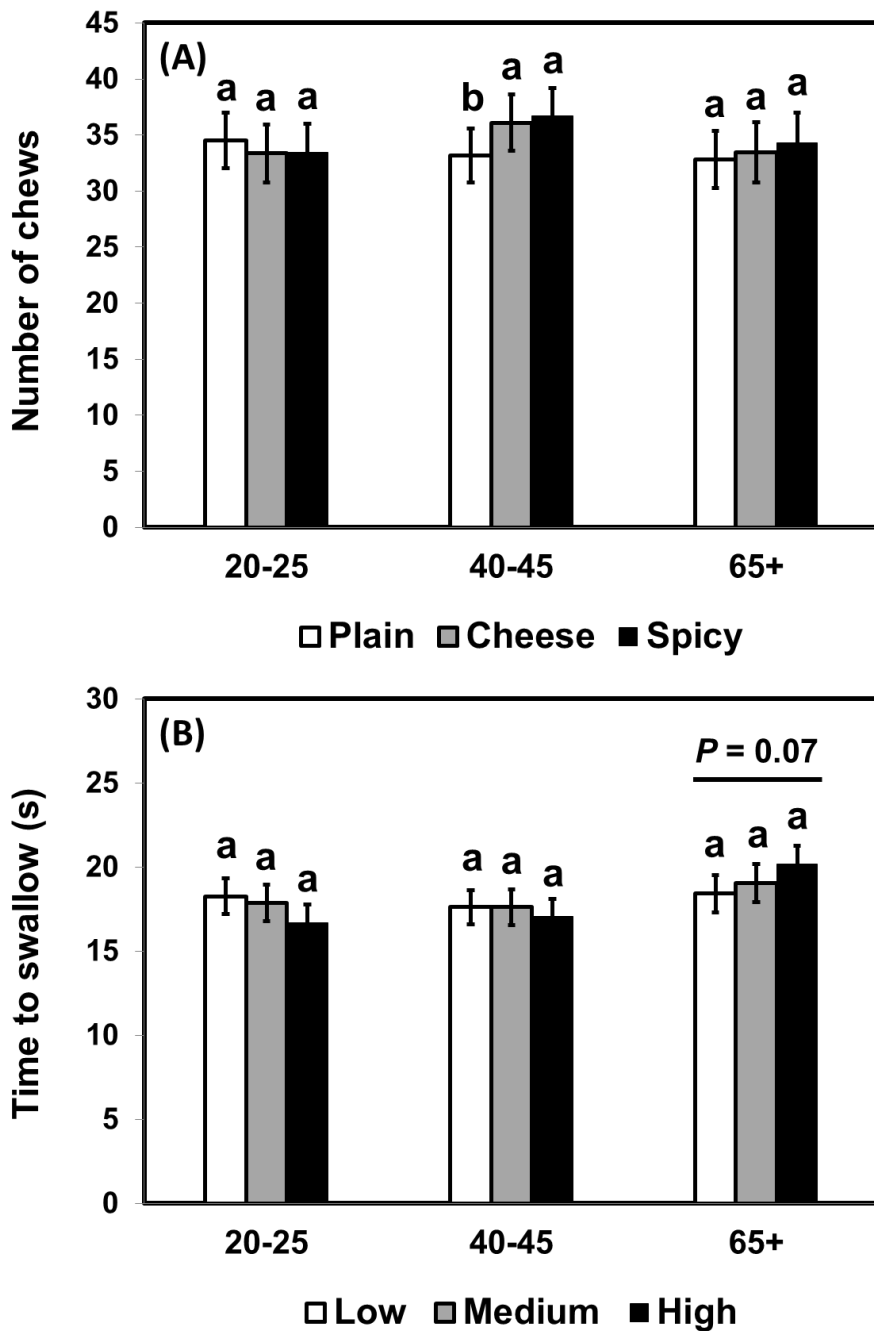 (A)
Number of chews
45
40
35
30
25
20
15
10
5
0
a a a b a a a a a
20-25 40-45 65+
Plain Cheese Spicy
(B)
Time to swallow (s)
30
25
20
15
10
5
0
P = 0.07
a a a a a a a a a
20-25 40-45 65+
Low Medium High